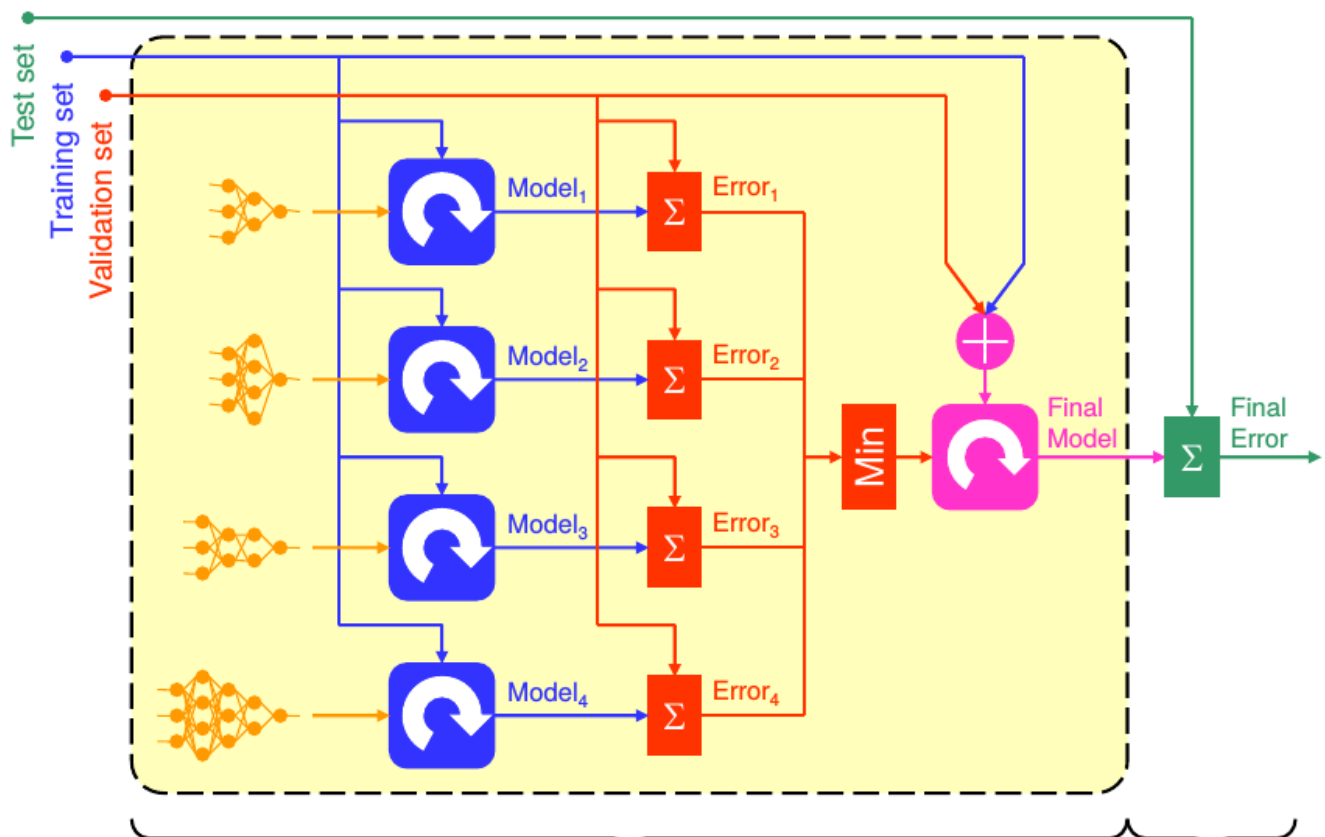 Test set
Training set
Validation set
Model₁
Σ
Error₁
Model₂
Σ
Error₂
Model₃
Σ
Error₃
Model₄
Σ
Error₄
Min
Final
Model
Σ
Final
Error